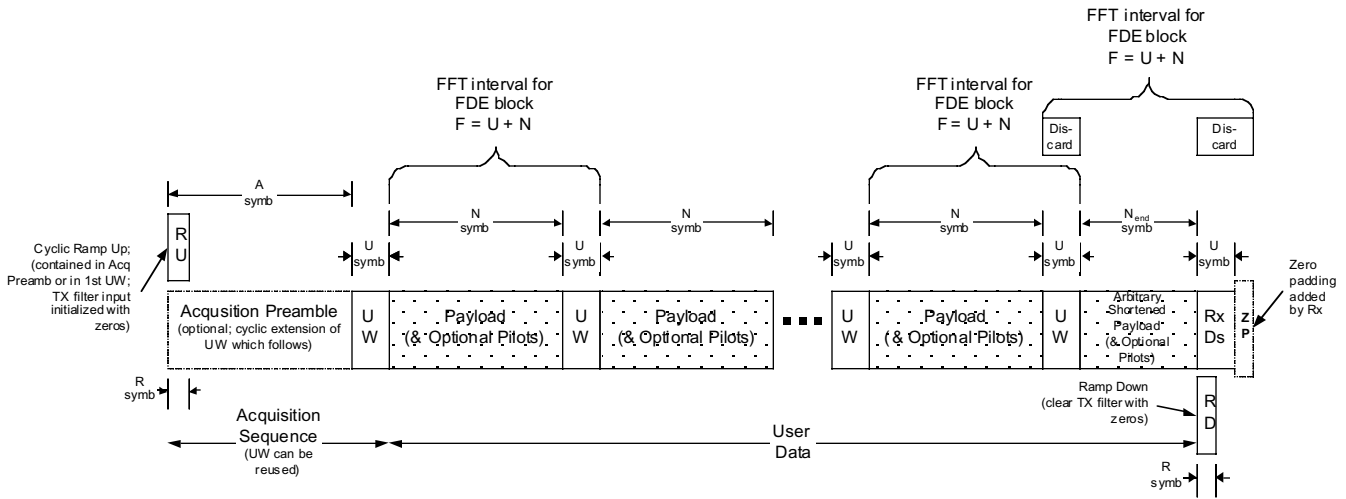 FFT interval for
FDE block
F = U + N
FFT interval for
FDE block
F = U + N
FFT interval for
FDE block
F = U + N
Dis-
card
Dis-
card
A
symb
N
symb
N
symb
N
symb
N end
symb
R
U
Cyclic Ramp Up;
(contained in Acq
Preamb or in 1st UW;
TX filter input
initialized with
zeros)
U
symb
U
symb
U
symb
U
symb
U
symb
Zero
padding
added
by Rx
Acqusition Preamble
(optional; cyclic extension of
UW which follows)
U
W
Payload
(& Optional Pilots)
U
W
Payload
(& Optional Pilots)
U
W
Payload
(& Optional Pilots)
U
W
Arbitrary
Shortened
Payload
(& Optional
Pilots)
Rx
Ds
Z
P
R
symb
Ramp Down
(clear TX filter with
zeros)
R
D
Acquisition
Sequence
(UW can be
reused)
User
Data
R
symb